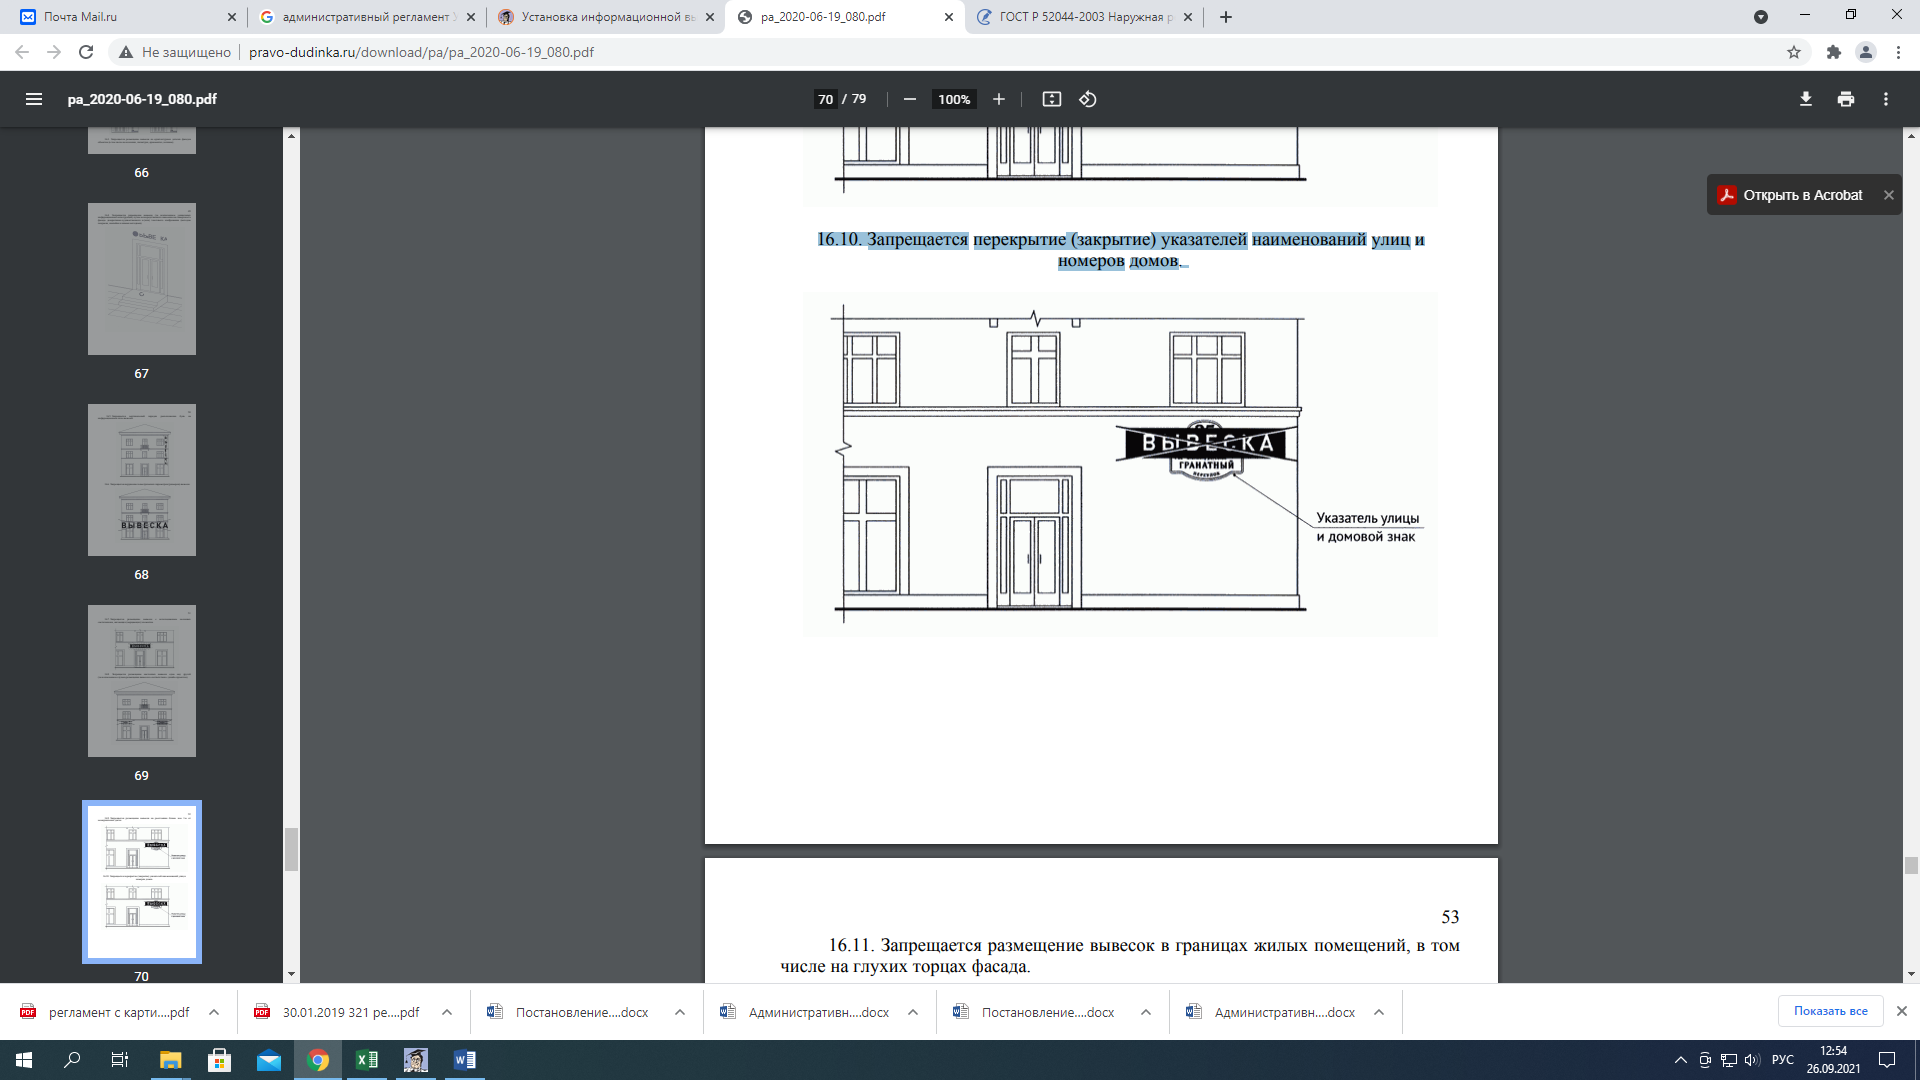 Почта Mail.ru
административный регламент У
Установка информационной вы
pa_2020-06-19_080.pdf
ГОСТ Р 52044-2003 Наружная р
Не защищено
pravo-dudinka.ru/download/pa/pa_2020-06-19_080.pdf
pa_2020-06-19_080.pdf
70 / 79
100%
Открыть в Acrobat
66
67
68
69
70
ВЫВЕСКА
16.10. Запрещается перекрытие (закрытие) указателей наименований улиц и
номеров домов.
ВЫВЕСКА
ГРАНАТНЫЙ
ПЕРЕУЛОК
Указатель улицы
и домовой знак
53
16.11. Запрещается размещение вывесок в границах жилых помещений, в том
числе на глухих торцах фасада.
регламент с карти....pdf
30.01.2019 321 ре....pdf
Постановление....docx
Административн....docx
Постановление....docx
Административн....docx
Показать все
РУС
12:54
26.09.2021